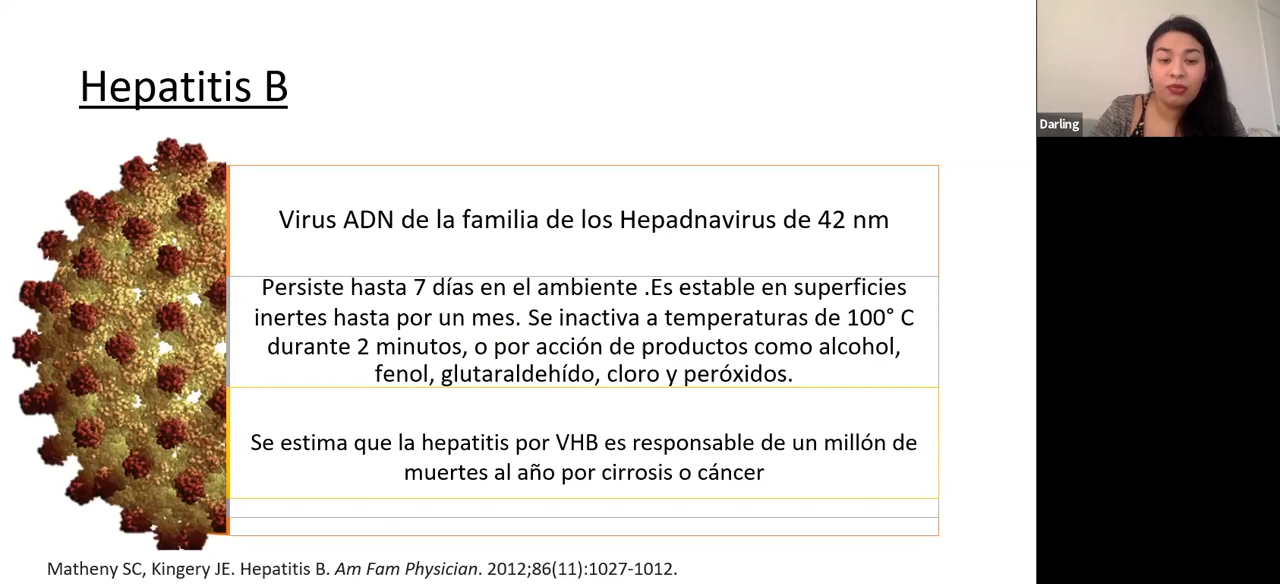 Hepatitis B
Darling
Virus ADN de la familia de los Hepadnavirus de 42 nm
Persiste hasta 7 días en el ambiente .Es estable en superficies
inertes hasta por un mes. Se inactiva a temperaturas de 100° C
durante 2 minutos, o por acción de productos como alcohol,
fenol, glutaraldehído, cloro y peróxidos.
Se estima que la hepatitis por VHB es responsable de un millón de
muertes al año por cirrosis o cáncer
Matheny SC, Kingery JE. Hepatitis B. Am Fam Physician. 2012;86(11):1027-1012.